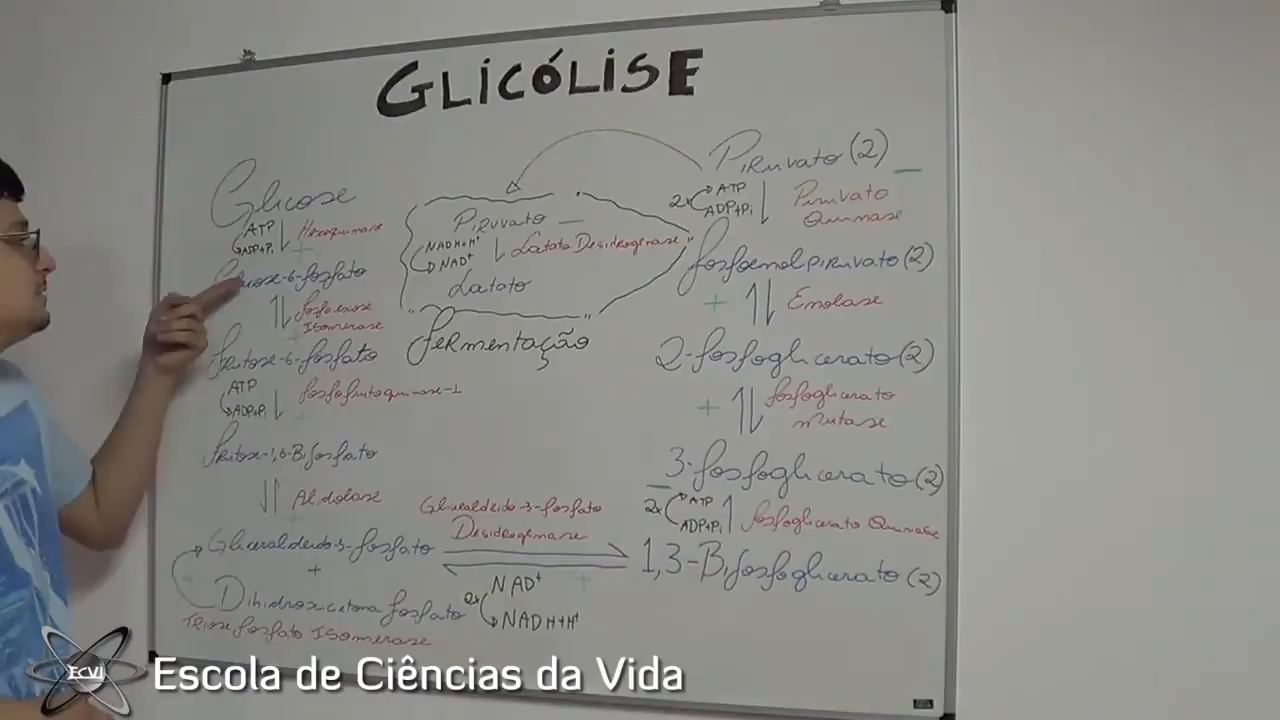 GLICÓLISE
Glicose
ATP
ADP+Pi
Hexoquinase
Glicose-6-fosfato
Fosfoexose
Isomerase
Frutose-6-fosfato
ATP
ADP+Pi
fosfofrutoquinase-1
Frutose-1,6-Bifosfato
Aldolase
Gliceraldeído-3-fosfato
+
Dihidroxicetona fosfato
Triose fosfato Isomerase
Gliceraldeído-3-fosfato
Desidrogenase
2x
NAD+
NADH+H+
Piruvato
NADH+H+
NAD+
Lactato Desidrogenase
Lactato
Fermentação
Piruvato (2)
2x
ATP
ADP+Pi
Piruvato
Quinase
fosfoenolpiruvato (2)
+
Enolase
2-fosfoglicerato (2)
+
fosfoglicerato
mutase
3-fosfoglicerato (2)
2x
ATP
ADP+Pi
fosfoglicerato Quinase
1,3-Bifosfoglicerato (2)
+
ECVI
Escola de Ciências da Vida